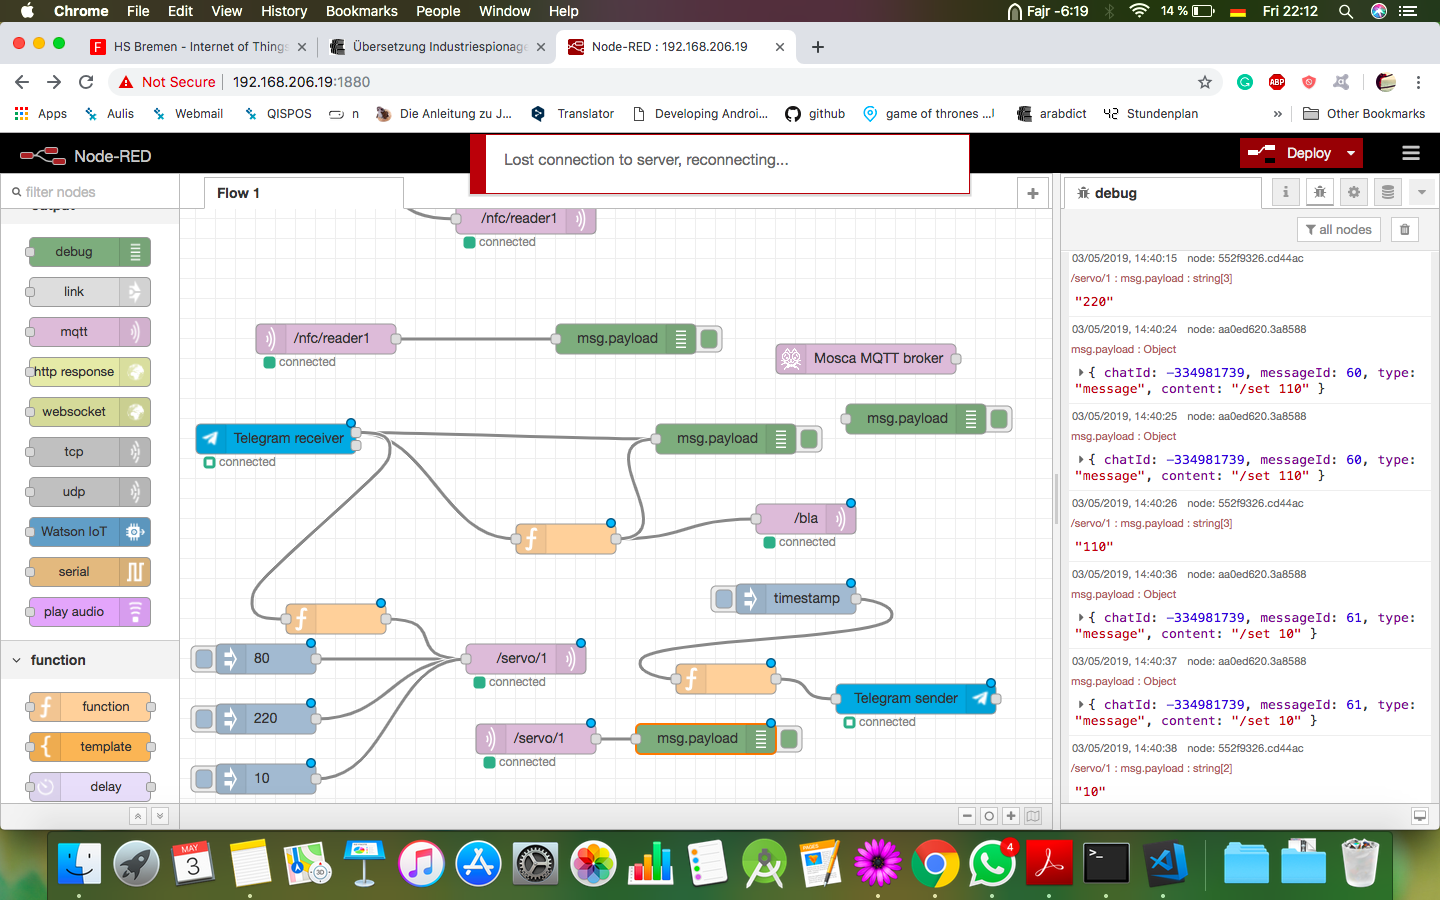 Chrome File Edit View History Bookmarks People Window Help Fajr -6:19 14 % Fri 22:12
HS Bremen - Internet of Things
Übersetzung Industriespionage
Node-RED : 192.168.206.19
Not Secure 192.168.206.19:1880
ABP
Apps Aulis Webmail QISPOS n Die Anleitung zu J... Translator Developing Androi... github game of thrones ... arabdict Stundenplan » Other Bookmarks
Node-RED
Lost connection to server, reconnecting...
Deploy
filter nodes
Flow 1
debug
all nodes
output
debug
link
mqtt
http response
websocket
tcp
udp
Watson IoT
serial
play audio
function
function
template
delay
/nfc/reader1
connected
/nfc/reader1
connected
msg.payload
Mosca MQTT broker
msg.payload
Telegram receiver
connected
msg.payload
/bla
connected
timestamp
80
/servo/1
connected
220
Telegram sender
connected
/servo/1
connected
msg.payload
10
03/05/2019, 14:40:15 node: 552f9326.cd44ac
/servo/1 : msg.payload : string[3]
"220"
03/05/2019, 14:40:24 node: aa0ed620.3a8588
msg.payload : Object
{ chatId: -334981739, messageId: 60, type:
"message", content: "/set 110" }
03/05/2019, 14:40:25 node: aa0ed620.3a8588
msg.payload : Object
{ chatId: -334981739, messageId: 60, type:
"message", content: "/set 110" }
03/05/2019, 14:40:26 node: 552f9326.cd44ac
/servo/1 : msg.payload : string[3]
"110"
03/05/2019, 14:40:36 node: aa0ed620.3a8588
msg.payload : Object
{ chatId: -334981739, messageId: 61, type:
"message", content: "/set 10" }
03/05/2019, 14:40:37 node: aa0ed620.3a8588
msg.payload : Object
{ chatId: -334981739, messageId: 61, type:
"message", content: "/set 10" }
03/05/2019, 14:40:38 node: 552f9326.cd44ac
/servo/1 : msg.payload : string[2]
"10"
MAY
3
4